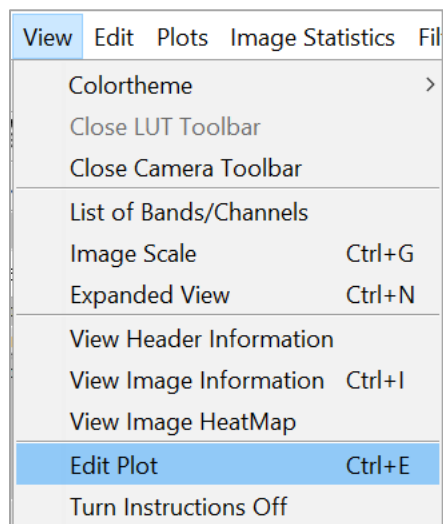 View Edit Plots Image Statistics Fil
Colortheme >
Close LUT Toolbar
Close Camera Toolbar
List of Bands/Channels
Image Scale Ctrl+G
Expanded View Ctrl+N
View Header Information
View Image Information Ctrl+I
View Image HeatMap
Edit Plot Ctrl+E
Turn Instructions Off